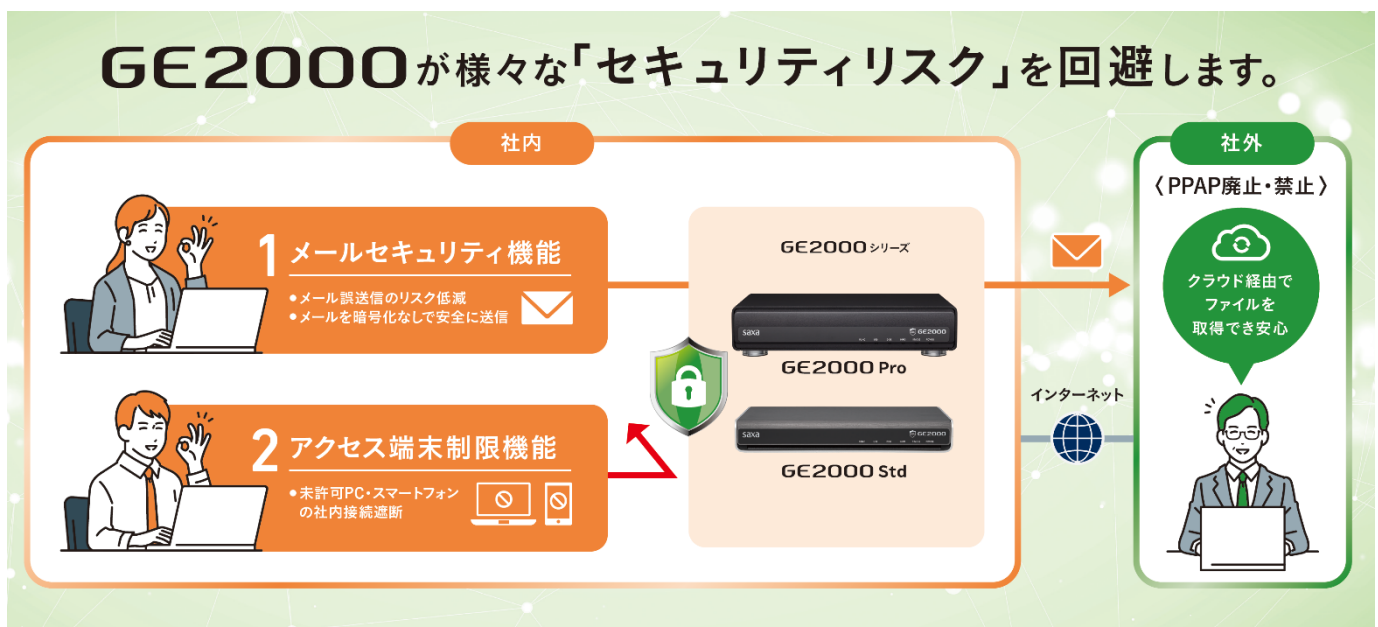 GE2000が様々な「セキュリティリスク」を回避します。
社内
1 メールセキュリティ機能
●メール誤送信のリスク低減
●メールを暗号化なしで安全に送信
2 アクセス端末制限機能
●未許可PC・スマートフォン
の社内接続遮断
GE2000シリーズ
saxa GE2000
GE2000 Pro
saxa GE2000
GE2000 Std
インターネット
社外
〈PPAP廃止・禁止〉
クラウド経由で
ファイルを
取得でき安心